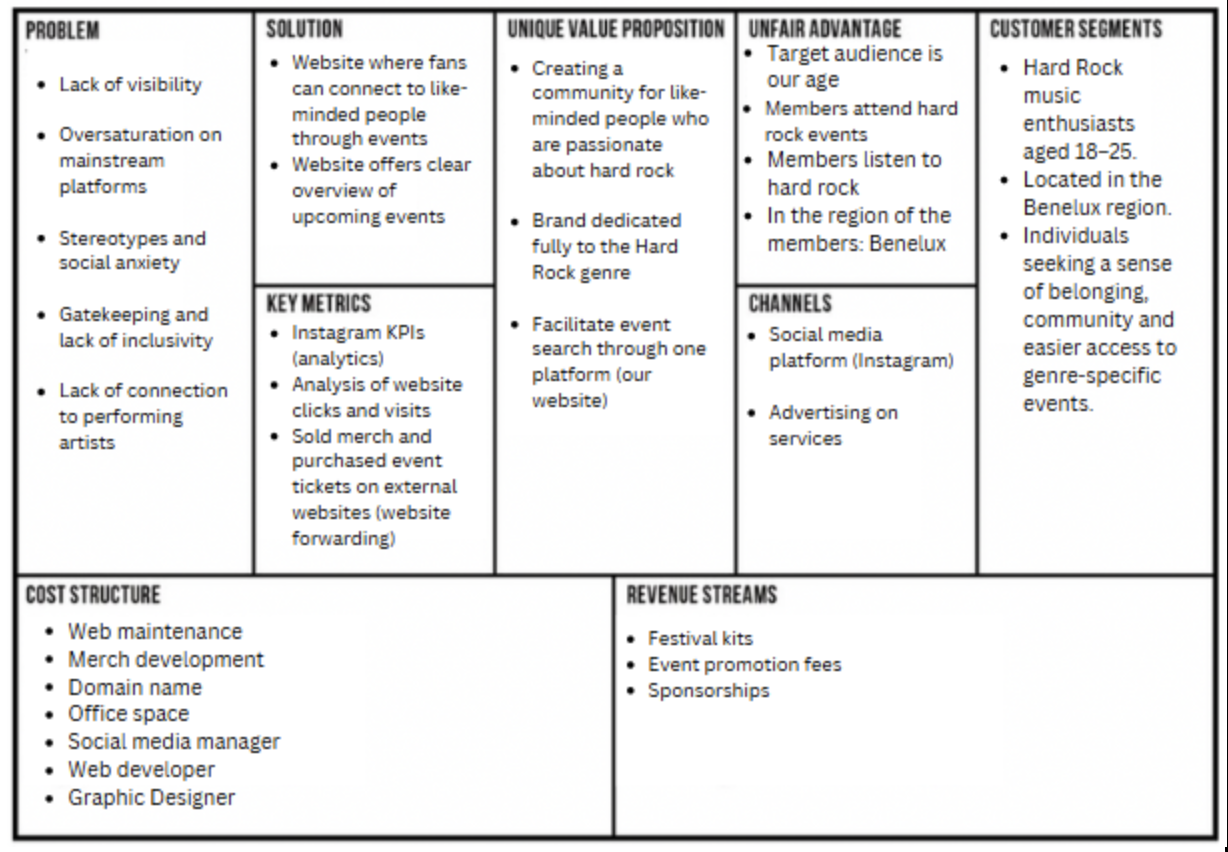 PROBLEM
• Lack of visibility
• Oversaturation on
mainstream
platforms
• Stereotypes and
social anxiety
• Gatekeeping and
lack of inclusivity
• Lack of connection
to performing
artists
SOLUTION
• Website where fans
can connect to like-
minded people
through events
• Website offers clear
overview of
upcoming events
KEY METRICS
• Instagram KPIs
(analytics)
• Analysis of website
clicks and visits
• Sold merch and
purchased event
tickets on external
websites (website
forwarding)
UNIQUE VALUE PROPOSITION
• Creating a
community for like-
minded people who
are passionate
about hard rock
• Brand dedicated
fully to the Hard
Rock genre
• Facilitate event
search through one
platform (our
website)
UNFAIR ADVANTAGE
• Target audience is
our age
• Members attend hard
rock events
• Members listen to
hard rock
• In the region of the
members: Benelux
CHANNELS
• Social media
platform (Instagram)
• Advertising on
services
CUSTOMER SEGMENTS
• Hard Rock
music
enthusiasts
aged 18–25.
• Located in the
Benelux region.
• Individuals
seeking a sense
of belonging,
community and
easier access to
genre-specific
events.
COST STRUCTURE
• Web maintenance
• Merch development
• Domain name
• Office space
• Social media manager
• Web developer
• Graphic Designer
REVENUE STREAMS
• Festival kits
• Event promotion fees
• Sponsorships